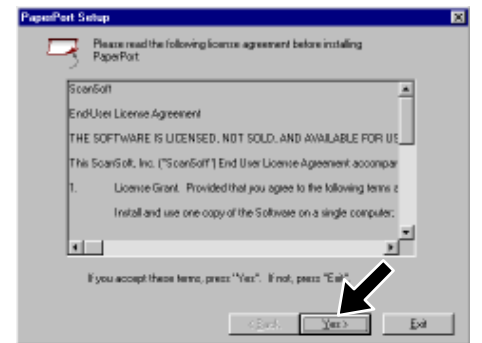 PaperPort Setup
Please read the following license agreement before installing
PaperPort
ScanSoft
End-User License Agreement
THE SOFTWARE IS LICENSED, NOT SOLD, AND AVAILABLE FOR US
This ScanSoft, Inc. ("ScanSoft") End User License Agreement accompan
1. License Grant. Provided that you agree to the following terms a
Install and use one copy of the Software on a single computer;
If you accept these terms, press "Yes". If not, press "Exit".
< Back Yes > Exit